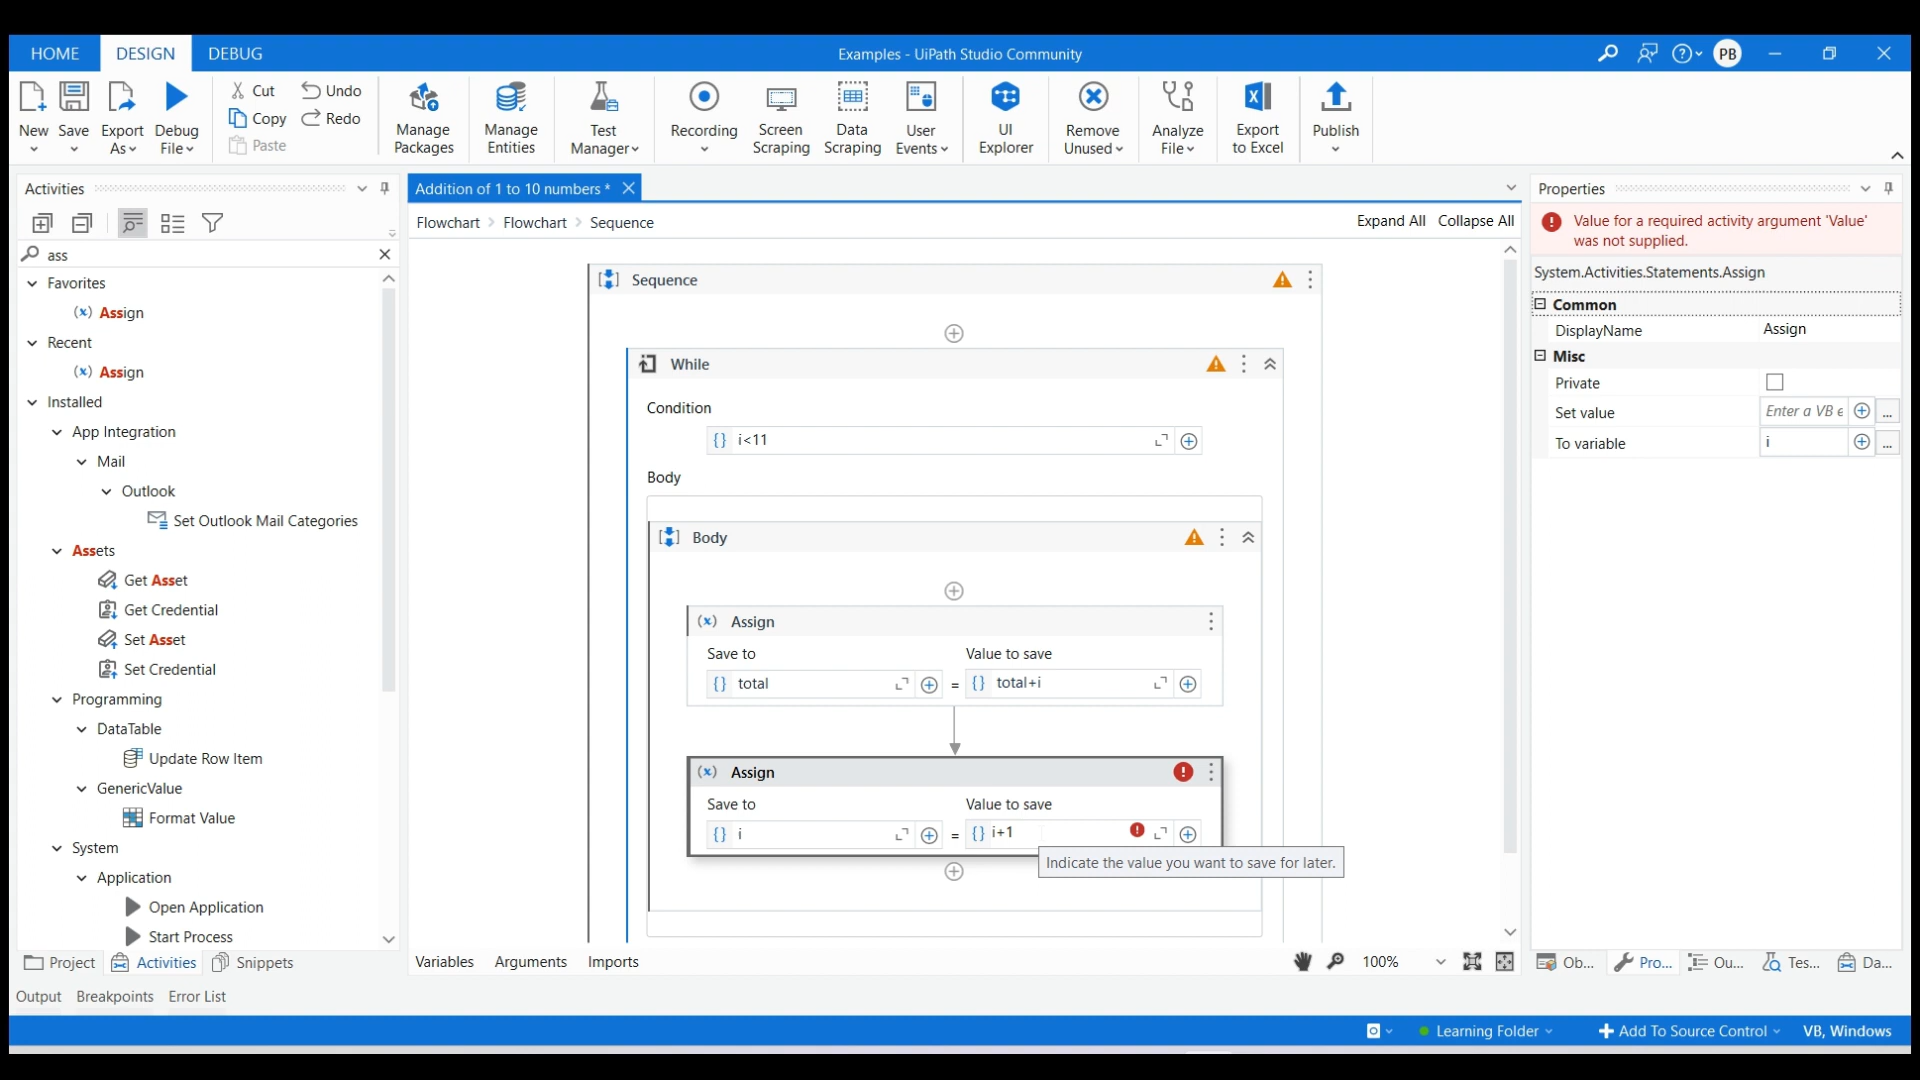 HOME
DESIGN
DEBUG
Examples - UiPath Studio Community
PB
New
Save
Export As
Debug File
Cut
Copy
Paste
Undo
Redo
Manage Packages
Manage Entities
Test Manager
Recording
Screen Scraping
Data Scraping
User Events
UI Explorer
Remove Unused
Analyze File
Export to Excel
Publish
Activities
ass
Favorites
(x) Assign
Recent
(x) Assign
Installed
App Integration
Mail
Outlook
Set Outlook Mail Categories
Assets
Get Asset
Get Credential
Set Asset
Set Credential
Programming
DataTable
Update Row Item
GenericValue
Format Value
System
Application
Open Application
Start Process
Project
Activities
Snippets
Addition of 1 to 10 numbers *
Flowchart > Flowchart > Sequence
Expand All
Collapse All
Sequence
While
Condition
{} i<11
Body
Body
(x) Assign
Save to
Value to save
{} total = {} total+i
(x) Assign
Save to
Value to save
{} i = {} i+1
Indicate the value you want to save for later.
Variables
Arguments
Imports
100%
Properties
Value for a required activity argument 'Value'
was not supplied.
System.Activities.Statements.Assign
Common
DisplayName
Assign
Misc
Private
Set value
Enter a VB e
...
To variable
i
...
Ob...
Pro...
Ou...
Tes...
Da...
Output
Breakpoints
Error List
Learning Folder
Add To Source Control
VB, Windows